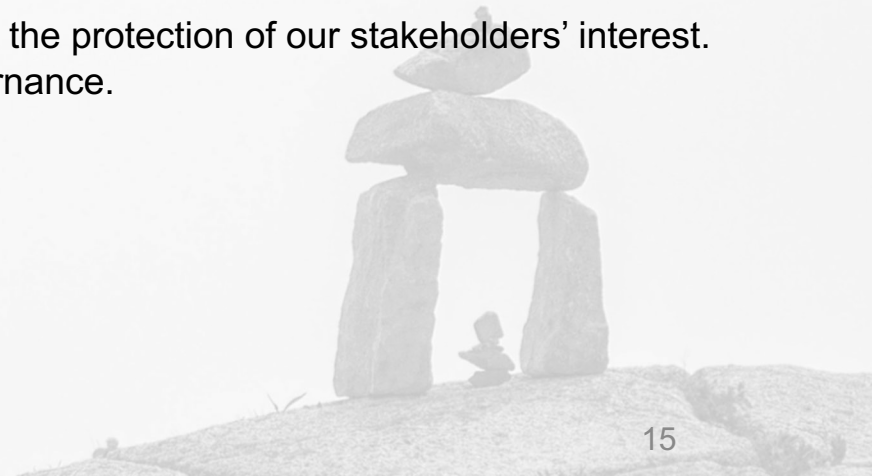 the protection of our stakeholders’ interest.
rnance.
15